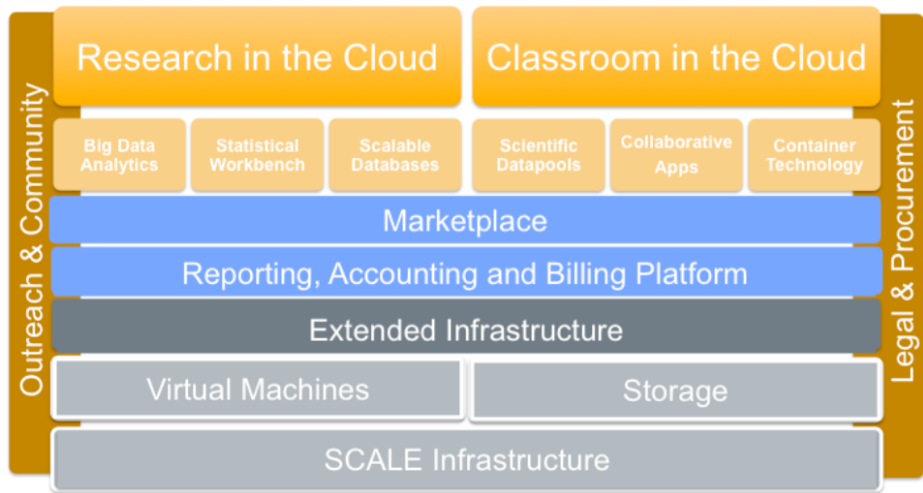 Research in the Cloud
Classroom in the Cloud
Outreach & Community
Legal & Procurement
Big Data
Analytics
Statistical
Workbench
Scalable
Databases
Scientific
Datapools
Collaborative
Apps
Container
Technology
Marketplace
Reporting, Accounting and Billing Platform
Extended Infrastructure
Virtual Machines
Storage
SCALE Infrastructure